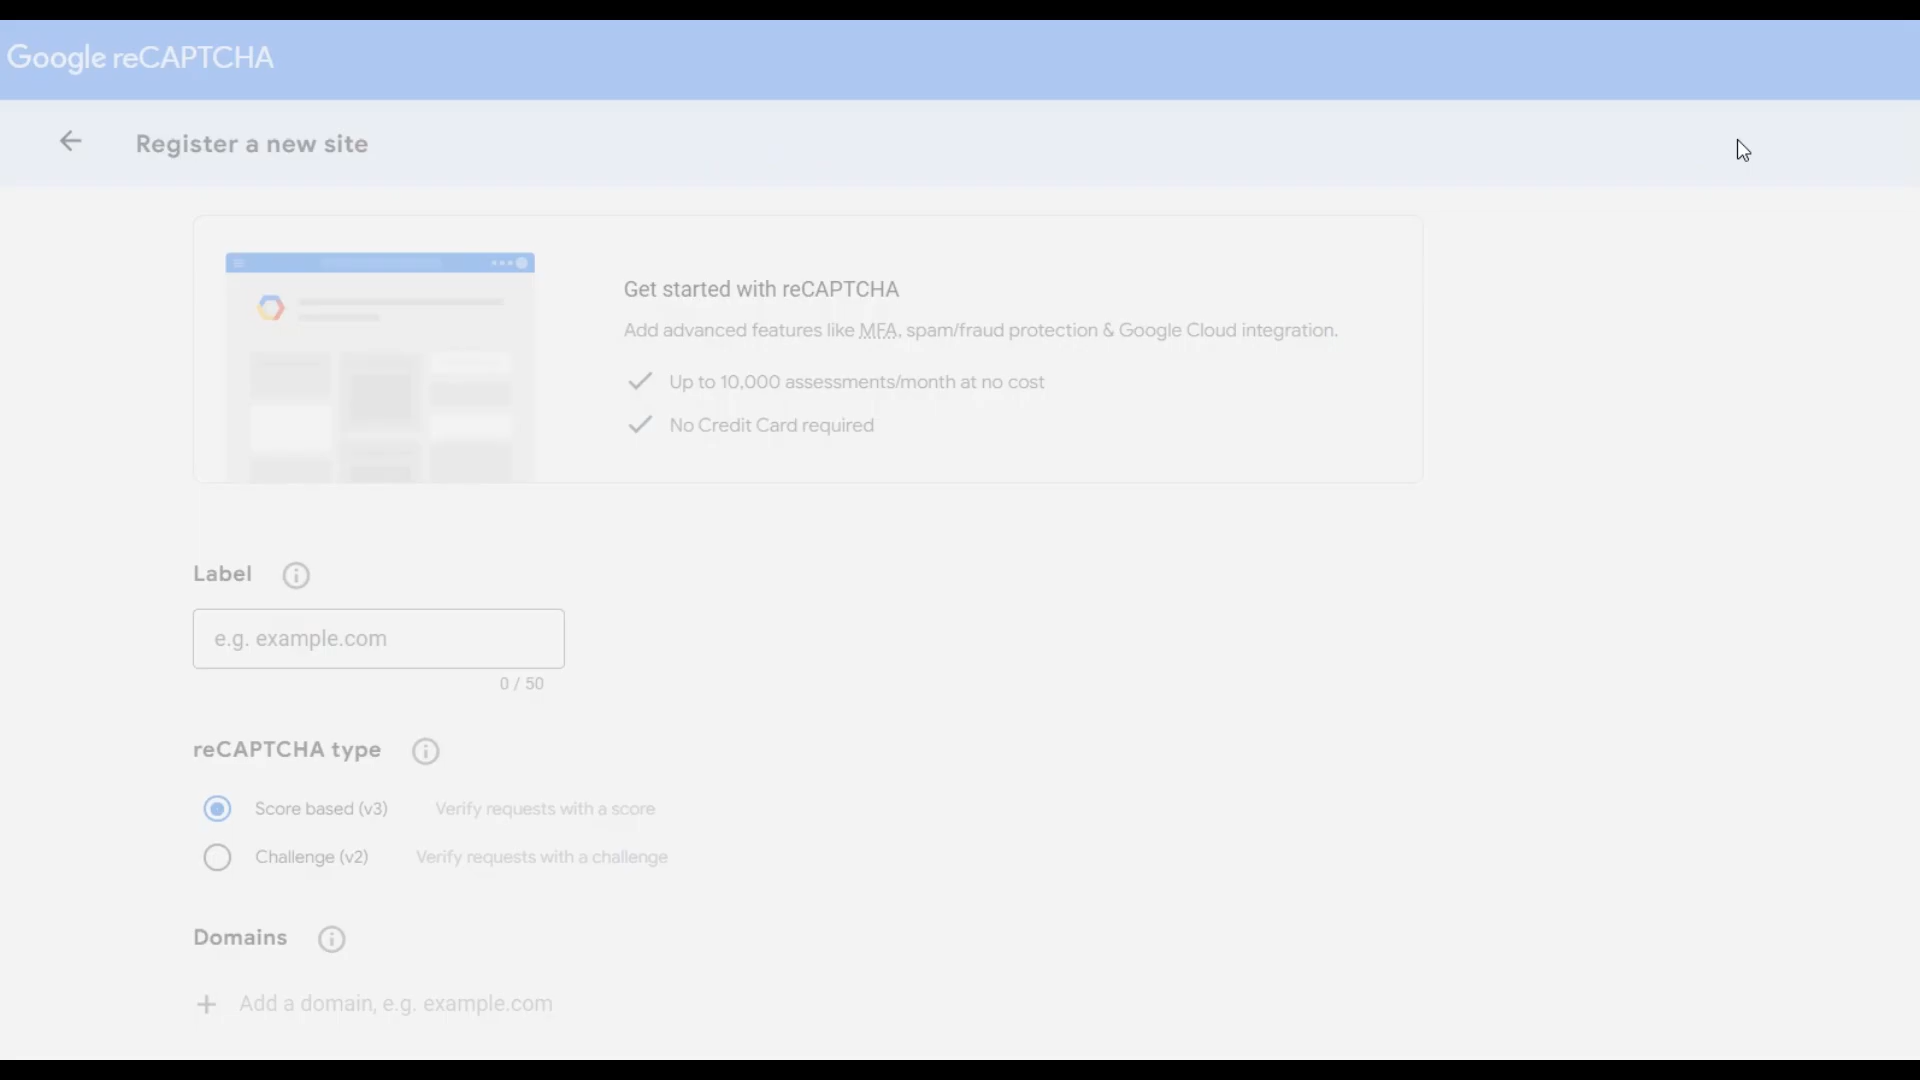 Google reCAPTCHA
Register a new site
Get started with reCAPTCHA
Add advanced features like MFA, spam/fraud protection & Google Cloud integration.
Up to 10,000 assessments/month at no cost
No Credit Card required
Label
e.g. example.com
0 / 50
reCAPTCHA type
Score based (v3) Verify requests with a score
Challenge (v2) Verify requests with a challenge
Domains
+ Add a domain, e.g. example.com